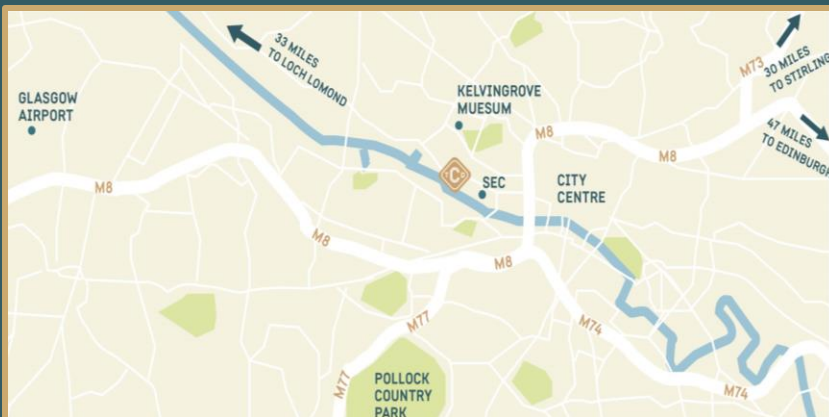 33 MILES
TO LOCH LOMOND
M73
30 MILES
TO STIRLING
GLASGOW
AIRPORT
KELVINGROVE
MUESUM
47 MILES
TO EDINBURGH
M8
M8
M8
C
SEC
CITY
CENTRE
M8
M8
M77
M74
M77
POLLOCK
COUNTRY
PARK
M74